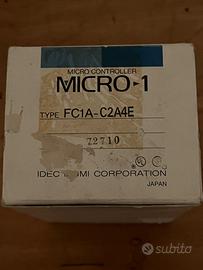 MICRO CONTROLLER
MICRO-1
TYPE FC1A-C2A4E
72710
IDEC IZUMI CORPORATION
JAPAN
subito